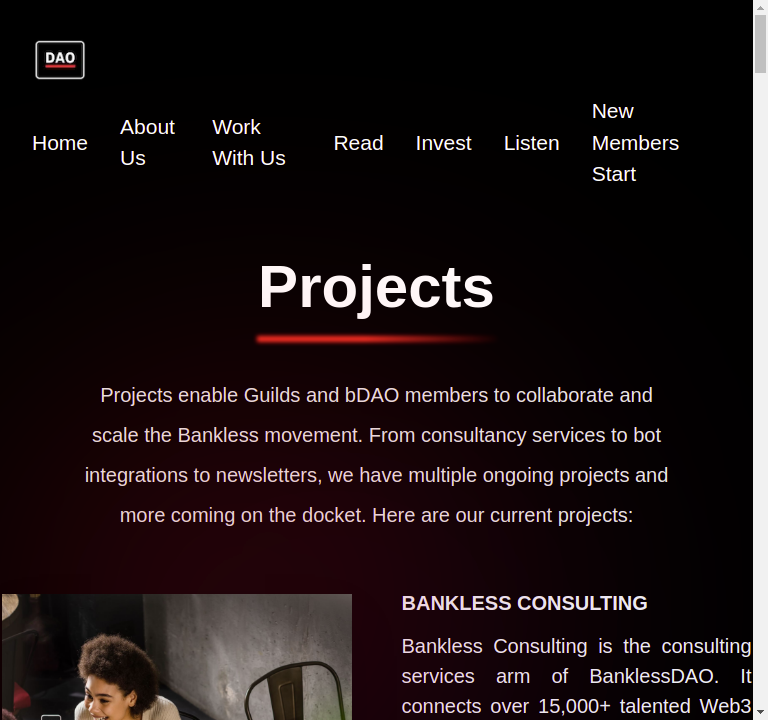 DAO
Home
About
Us
Work
With Us
Read
Invest
Listen
New
Members
Start
Projects
Projects enable Guilds and bDAO members to collaborate and
scale the Bankless movement. From consultancy services to bot
integrations to newsletters, we have multiple ongoing projects and
more coming on the docket. Here are our current projects:
BANKLESS CONSULTING
Bankless Consulting is the consulting
services arm of BanklessDAO. It
connects over 15,000+ talented Web3